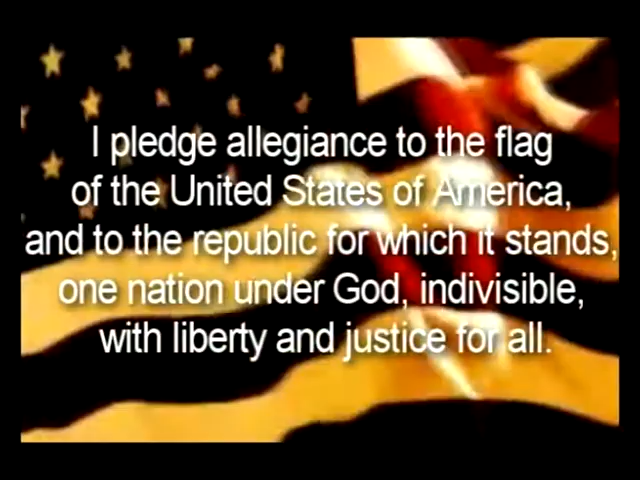 I pledge allegiance to the flag
of the United States of America,
and to the republic for which it stands,
one nation under God, indivisible,
with liberty and justice for all.